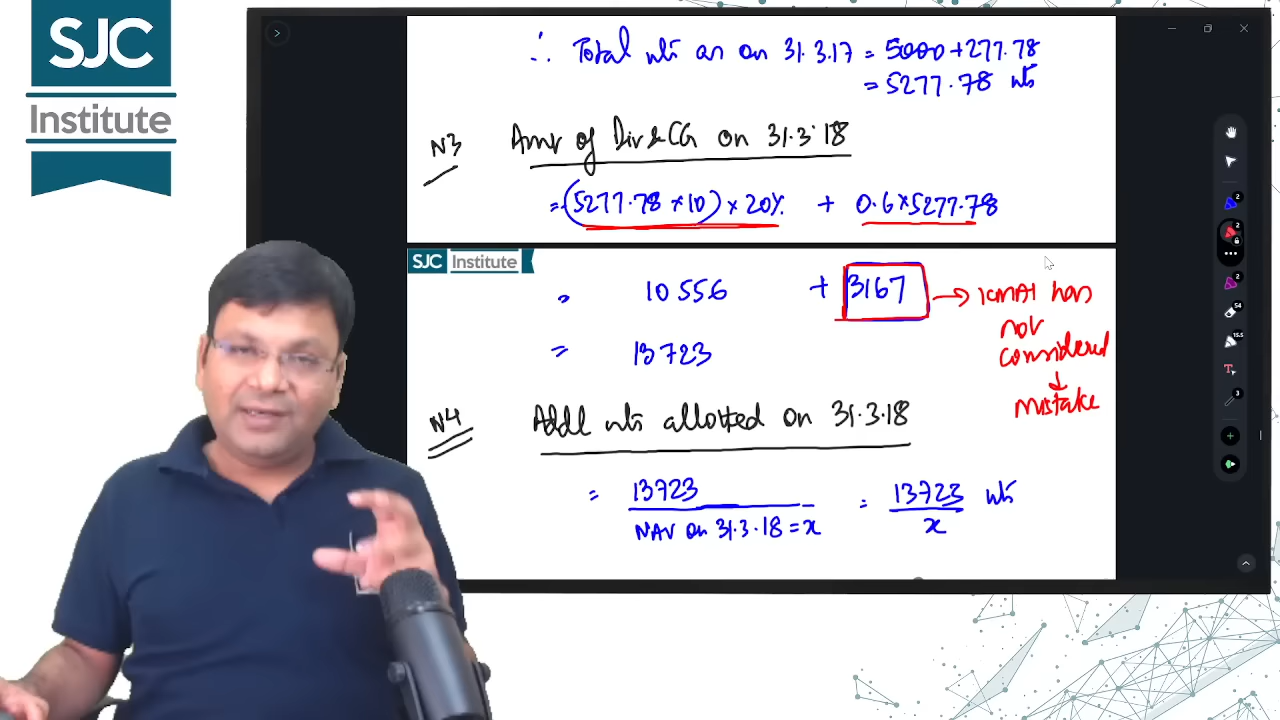 SJC
Institute
∴ Total uts as on 31.3.17 = 5000+277.78
= 5277.78 uts
N3 Amt of Div & CG on 31.3.18
= (5277.78 × 10) × 20% + 0.6 × 5277.78
SJC Institute
= 10556 + 3167 → ICMAI has
not
considered
↓
mistake
= 13723
N4 Addl uts allotted on 31.3.18
= 13723 / NAV on 31.3.18 = x = 13723 / x uts